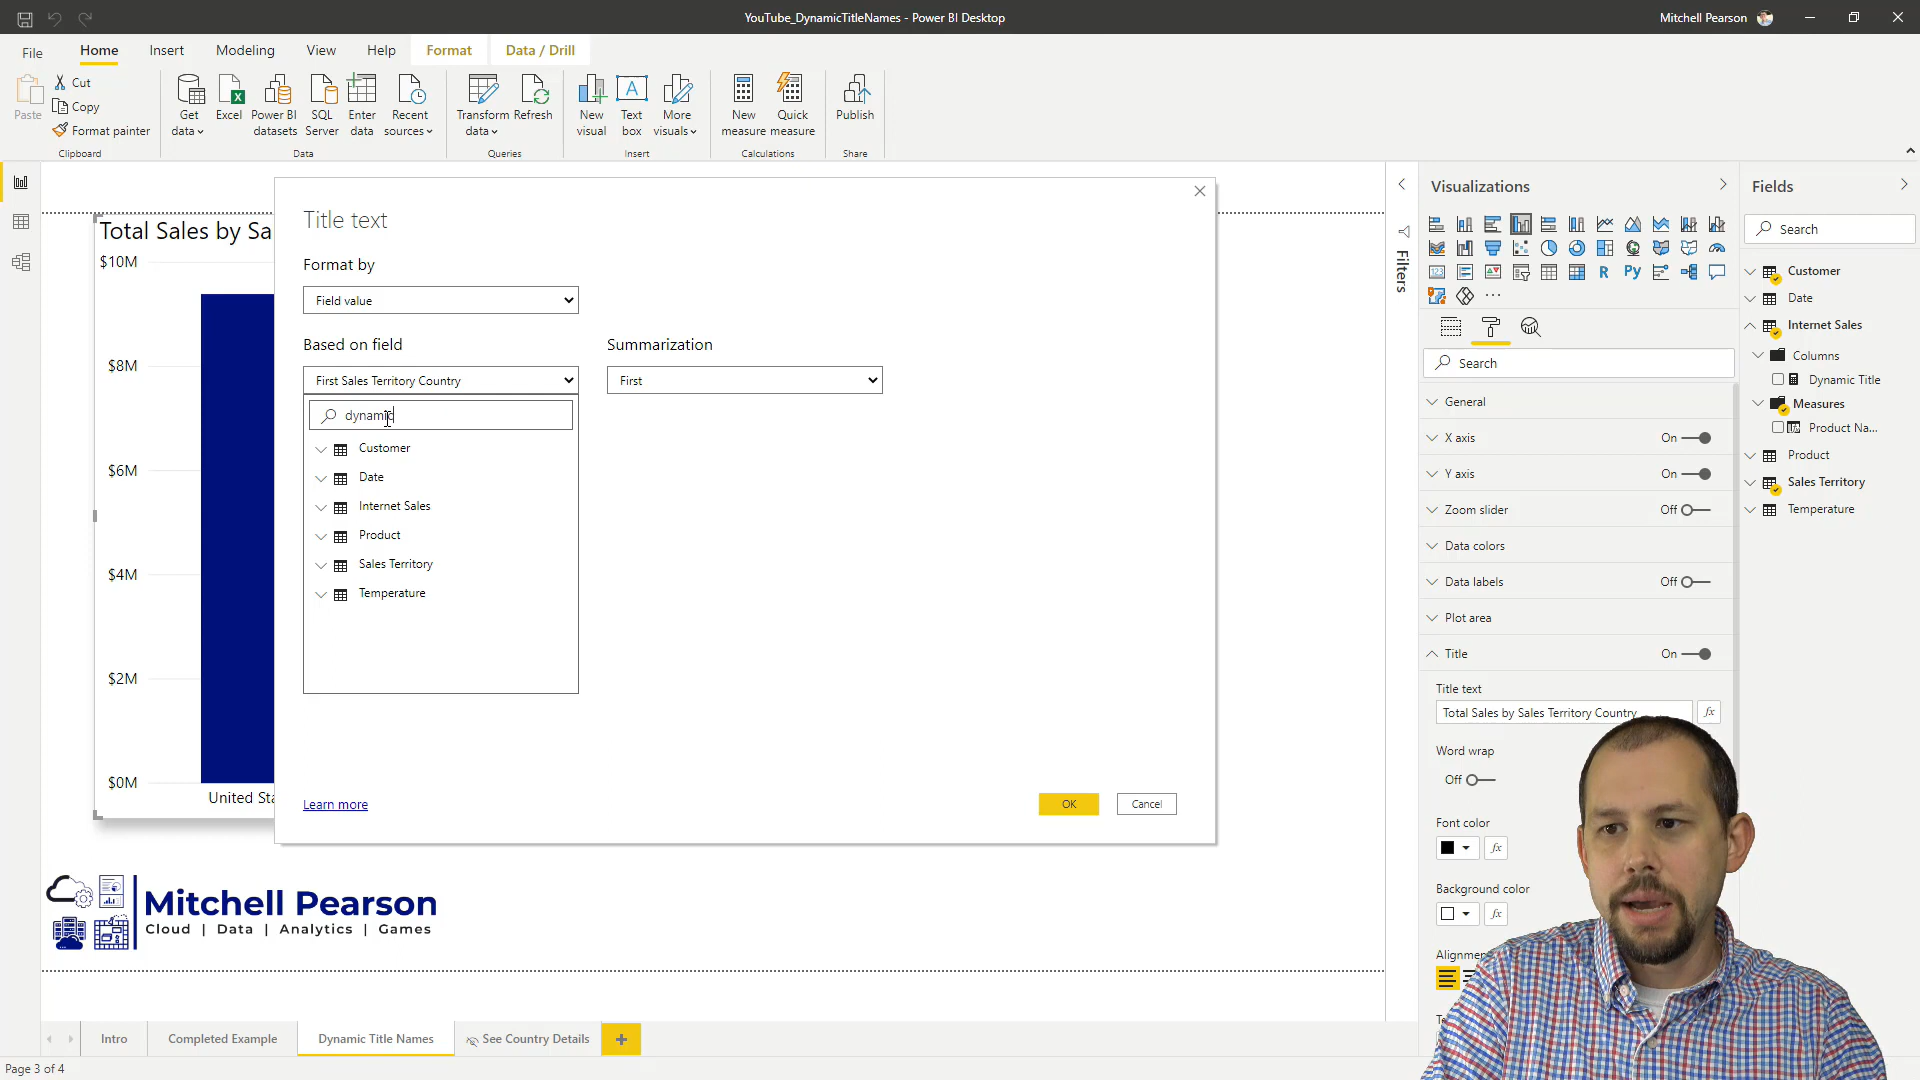 YouTube_DynamicTitleNames - Power BI Desktop
Mitchell Pearson
File
Home
Insert
Modeling
View
Help
Format
Data / Drill
Paste
Cut
Copy
Format painter
Clipboard
Get data
Excel
Power BI datasets
SQL Server
Enter data
Recent sources
Data
Transform data
Refresh
Queries
New visual
Text box
More visuals
Insert
New measure
Quick measure
Calculations
Publish
Share
Total Sales by Sa
$10M
$8M
$6M
$4M
$2M
$0M
United Sta
Title text
Format by
Field value
Based on field
Summarization
First Sales Territory Country
First
dynamic
Customer
Date
Internet Sales
Product
Sales Territory
Temperature
Learn more
OK
Cancel
Filters
Visualizations
R
Py
123
Search
General
X axis
On
Y axis
On
Zoom slider
Off
Data colors
Data labels
Off
Plot area
Title
On
Title text
Total Sales by Sales Territory Country
fx
Word wrap
Off
Font color
fx
Background color
fx
Fields
Search
Customer
Date
Internet Sales
Columns
Dynamic Title
Measures
Product Na...
Product
Sales Territory
Temperature
Mitchell Pearson
Cloud | Data | Analytics | Games
Intro
Completed Example
Dynamic Title Names
See Country Details
+
Page 3 of 4